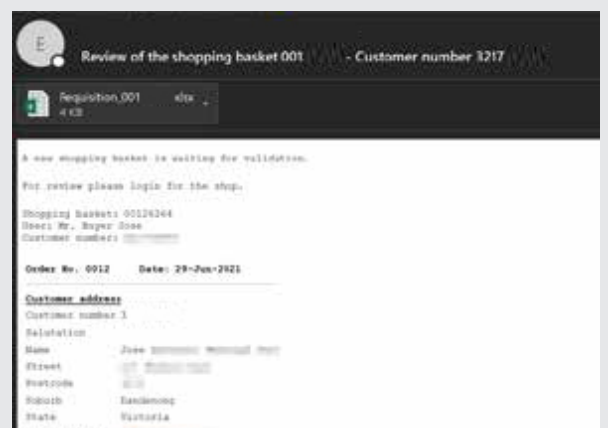 E
Review of the shopping basket 001 - Customer number 3217
Requisition_001 xlsx
4 KB
A new shopping basket is waiting for validation.
For review please login for the shop.
Shopping basket: 00126264
User: Mr. Buyer Jose
Customer number:
Order No. 0012 Date: 29-Jun-2021
Customer address
Customer number 3
Salutation
Name Jose
Street
Postcode
Suburb Dandenong
State Victoria